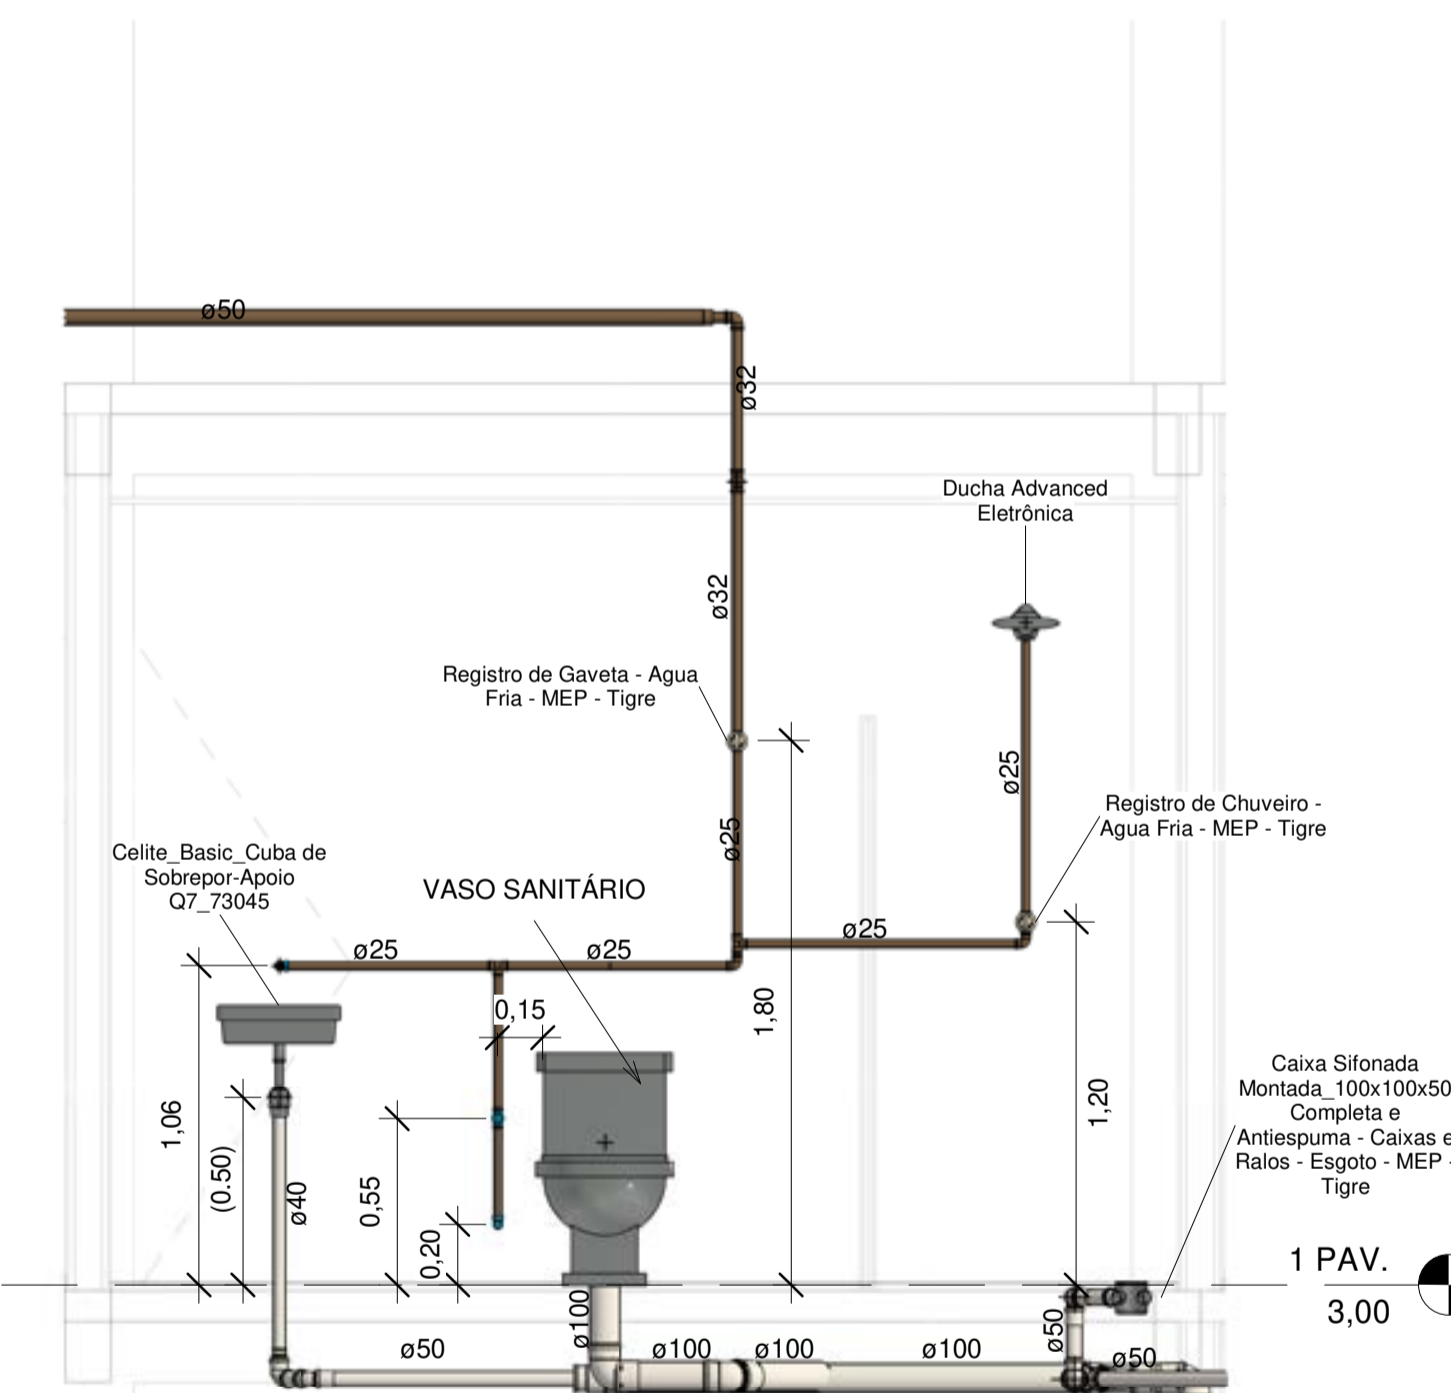 ø50
ø32
Ducha Advanced
Eletrônica
ø32
Registro de Gaveta - Agua
Fria - MEP - Tigre
ø25
Registro de Chuveiro -
Agua Fria - MEP - Tigre
ø25
Celite_Basic_Cuba de
Sobrepor-Apoio
Q7_73045
VASO SANITÁRIO
ø25
ø25
ø25
0,15
1,80
1,06
(0.50)
ø40
0,55
0,20
1,20
Caixa Sifonada
Montada_100x100x50
Completa e
Antiespuma - Caixas e
Ralos - Esgoto - MEP -
Tigre
1 PAV.
3,00
ø100
ø50
ø50
ø100
ø100
ø100
ø50